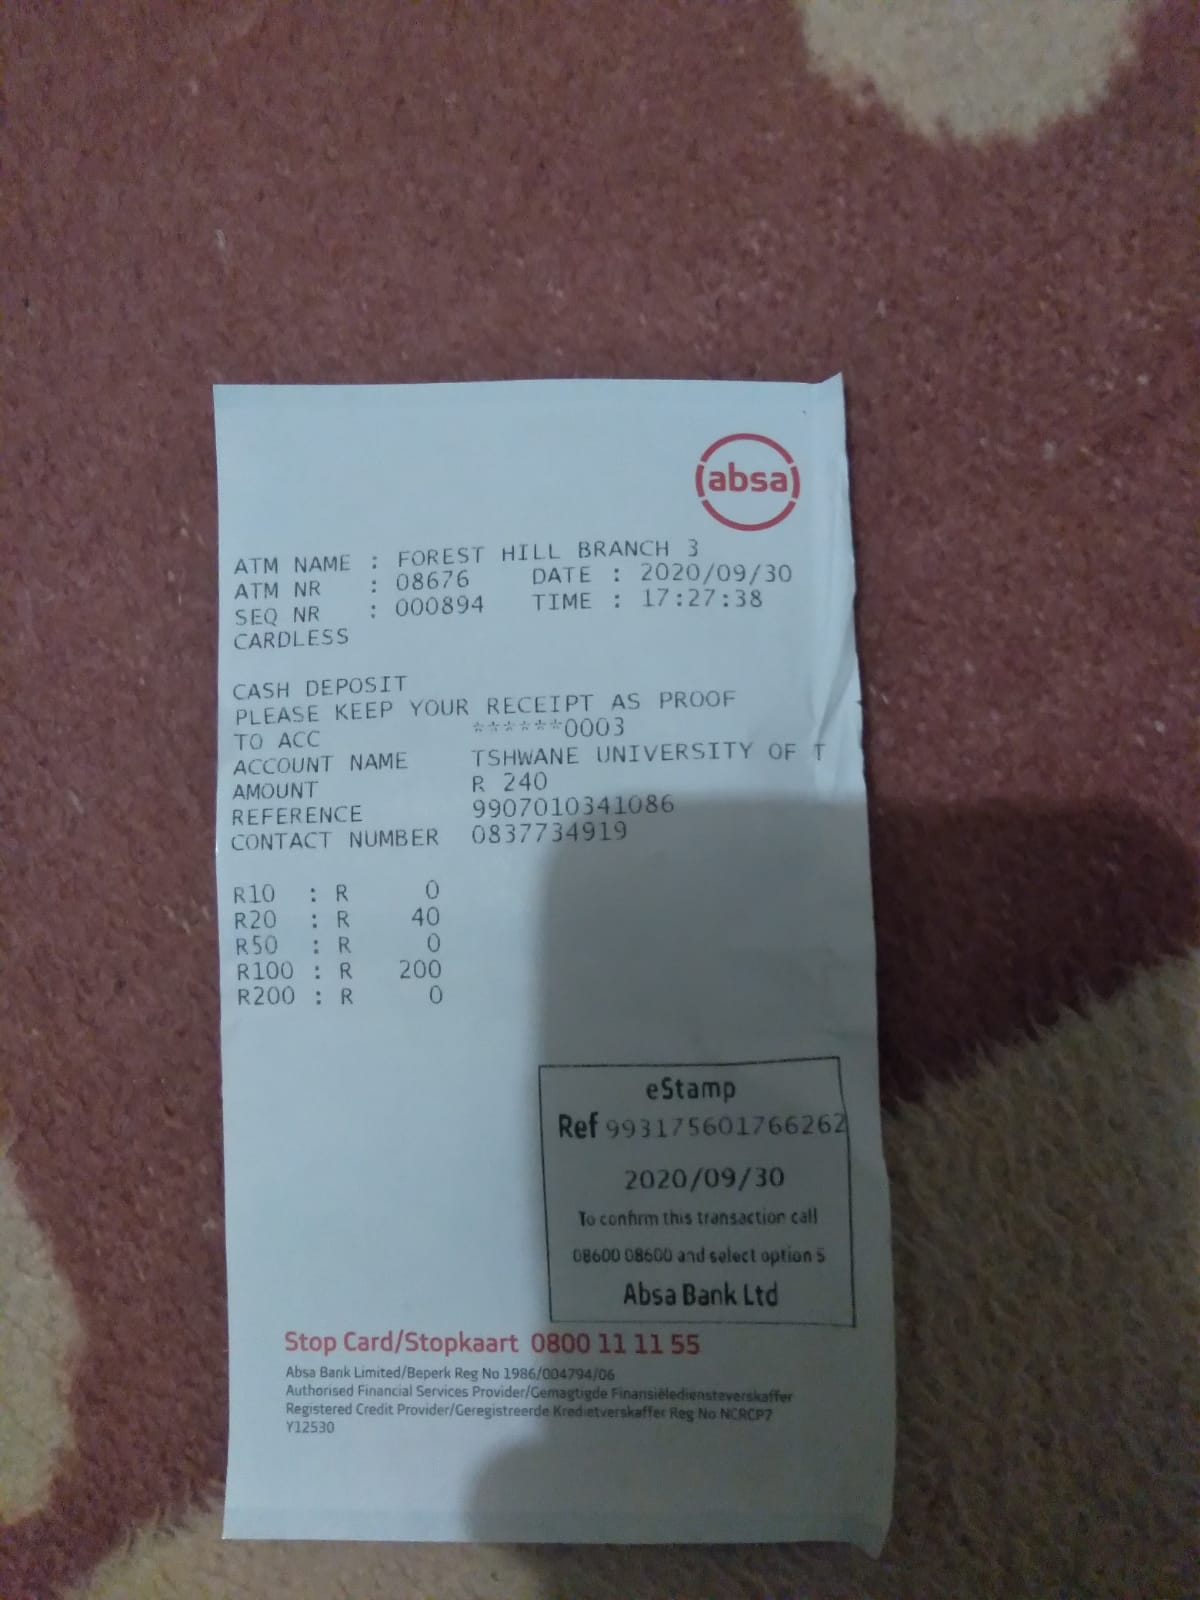 absa
ATM NAME : FOREST HILL BRANCH 3
ATM NR : 08676 DATE : 2020/09/30
SEQ NR : 000894 TIME : 17:27:38
CARDLESS
CASH DEPOSIT
PLEASE KEEP YOUR RECEIPT AS PROOF
TO ACC ******0003
ACCOUNT NAME TSHWANE UNIVERSITY OF T
AMOUNT R 240
REFERENCE 9907010341086
CONTACT NUMBER 0837734919
R10 : R 0
R20 : R 40
R50 : R 0
R100 : R 200
R200 : R 0
eStamp
Ref 993175601766262
2020/09/30
To confirm this transaction call
08600 08600 and select option 5
Absa Bank Ltd
Stop Card/Stopkaart 0800 11 11 55
Absa Bank Limited/Beperk Reg No 1986/004794/06
Authorised Financial Services Provider/Gemagtigde Finansiëlediensteverskaffer
Registered Credit Provider/Geregistreerde Kredietverskaffer Reg No NCRCP7
Y12530